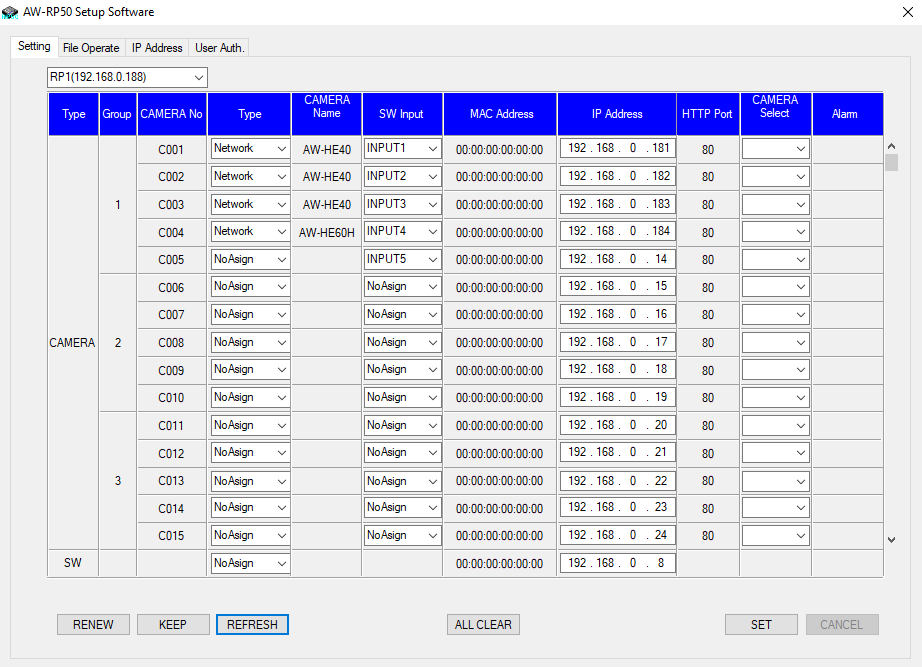 AW-RP50 Setup Software
Setting File Operate IP Address User Auth.
RP1(192.168.0.188)
Type Group CAMERA No Type CAMERA Name SW Input MAC Address IP Address HTTP Port CAMERA Select Alarm
C001 Network AW-HE40 INPUT1 00:00:00:00:00:00 192 . 168 . 0 . 181 80
C002 Network AW-HE40 INPUT2 00:00:00:00:00:00 192 . 168 . 0 . 182 80
1 C003 Network AW-HE40 INPUT3 00:00:00:00:00:00 192 . 168 . 0 . 183 80
C004 Network AW-HE60H INPUT4 00:00:00:00:00:00 192 . 168 . 0 . 184 80
C005 NoAsign INPUT5 00:00:00:00:00:00 192 . 168 . 0 . 14 80
C006 NoAsign NoAsign 00:00:00:00:00:00 192 . 168 . 0 . 15 80
C007 NoAsign NoAsign 00:00:00:00:00:00 192 . 168 . 0 . 16 80
CAMERA 2 C008 NoAsign NoAsign 00:00:00:00:00:00 192 . 168 . 0 . 17 80
C009 NoAsign NoAsign 00:00:00:00:00:00 192 . 168 . 0 . 18 80
C010 NoAsign NoAsign 00:00:00:00:00:00 192 . 168 . 0 . 19 80
C011 NoAsign NoAsign 00:00:00:00:00:00 192 . 168 . 0 . 20 80
C012 NoAsign NoAsign 00:00:00:00:00:00 192 . 168 . 0 . 21 80
3 C013 NoAsign NoAsign 00:00:00:00:00:00 192 . 168 . 0 . 22 80
C014 NoAsign NoAsign 00:00:00:00:00:00 192 . 168 . 0 . 23 80
C015 NoAsign NoAsign 00:00:00:00:00:00 192 . 168 . 0 . 24 80
SW NoAsign 00:00:00:00:00:00 192 . 168 . 0 . 8
RENEW KEEP REFRESH ALL CLEAR SET CANCEL